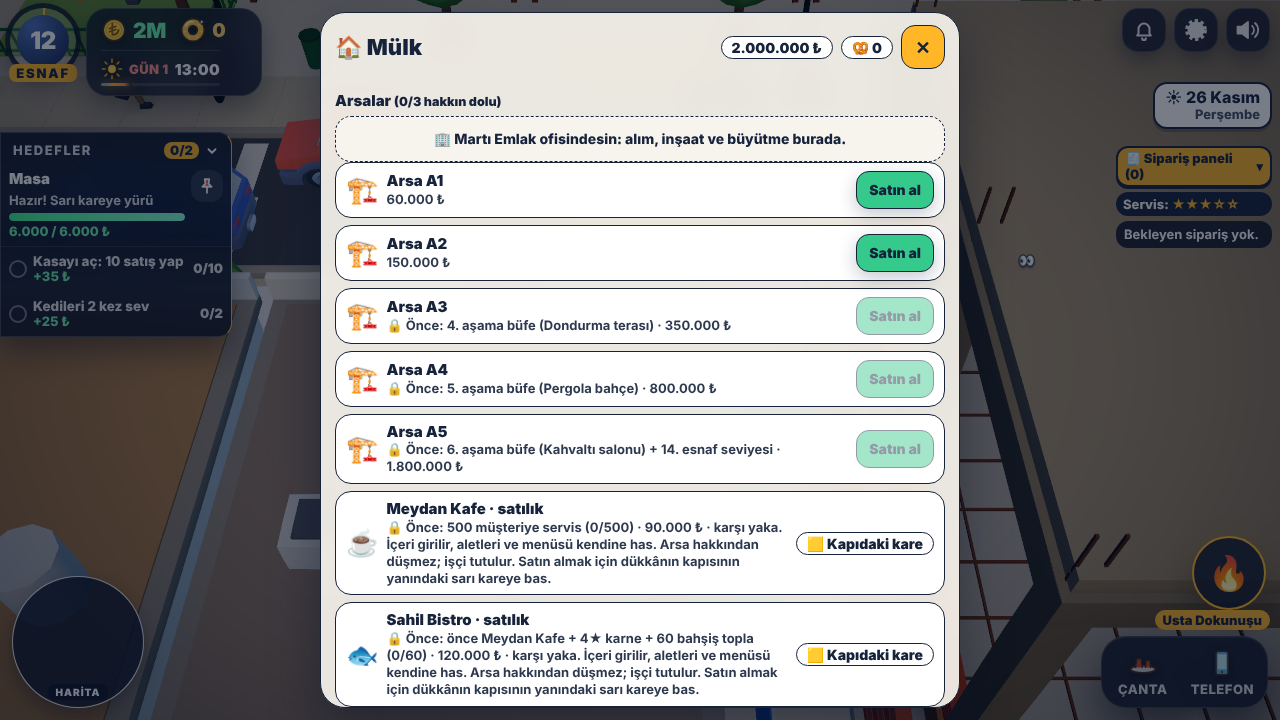 12
ESNAF
2M
0
GÜN 1 13:00
HEDEFLER 0/2
Masa
Hazır! Sarı kareye yürü
6.000 / 6.000 ₺
Kasayı aç: 10 satış yap
+35 ₺
0/10
Kedileri 2 kez sev
+25 ₺
0/2
HARİTA
Mülk
2.000.000 ₺
0
×
Arsalar (0/3 hakkın dolu)
Martı Emlak ofisindesin: alım, inşaat ve büyütme burada.
Arsa A1
60.000 ₺
Satın al
Arsa A2
150.000 ₺
Satın al
Arsa A3
Önce: 4. aşama büfe (Dondurma terası) · 350.000 ₺
Satın al
Arsa A4
Önce: 5. aşama büfe (Pergola bahçe) · 800.000 ₺
Satın al
Arsa A5
Önce: 6. aşama büfe (Kahvaltı salonu) + 14. esnaf seviyesi ·
1.800.000 ₺
Satın al
Meydan Kafe · satılık
Önce: 500 müşteriye servis (0/500) · 90.000 ₺ · karşı yaka.
İçeri girilir, aletleri ve menüsü kendine has. Arsa hakkından
düşmez; işçi tutulur. Satın almak için dükkânın kapısının
yanındaki sarı kareye bas.
Kapıdaki kare
Sahil Bistro · satılık
Önce: önce Meydan Kafe + 4★ karne + 60 bahşiş topla
(0/60) · 120.000 ₺ · karşı yaka. İçeri girilir, aletleri ve menüsü
kendine has. Arsa hakkından düşmez; işçi tutulur. Satın almak
için dükkânın kapısının yanındaki sarı kareye bas.
Kapıdaki kare
26 Kasım
Perşembe
Sipariş paneli
(0)
Servis: ★★★☆☆
Bekleyen sipariş yok.
Usta Dokunuşu
ÇANTA
TELEFON